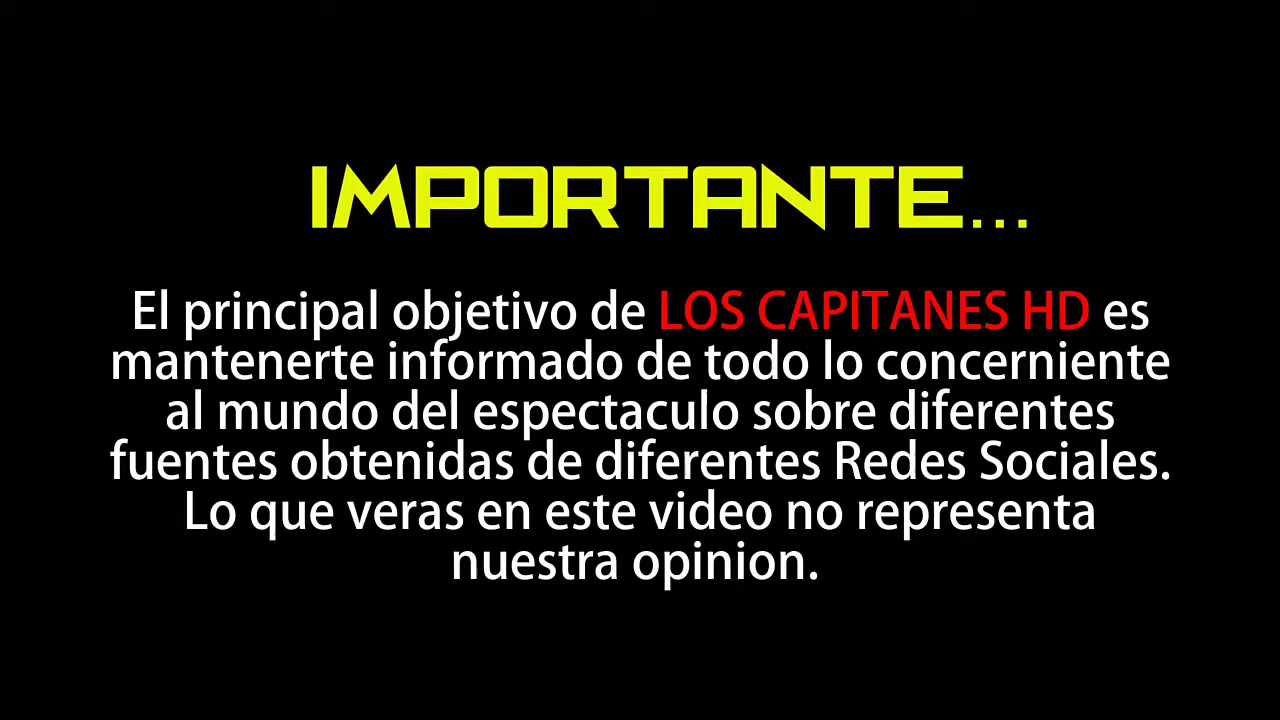 IMPORTANTE...
El principal objetivo de LOS CAPITANES HD es
mantenerte informado de todo lo concerniente
al mundo del espectaculo sobre diferentes
fuentes obtenidas de diferentes Redes Sociales.
Lo que veras en este video no representa
nuestra opinion.